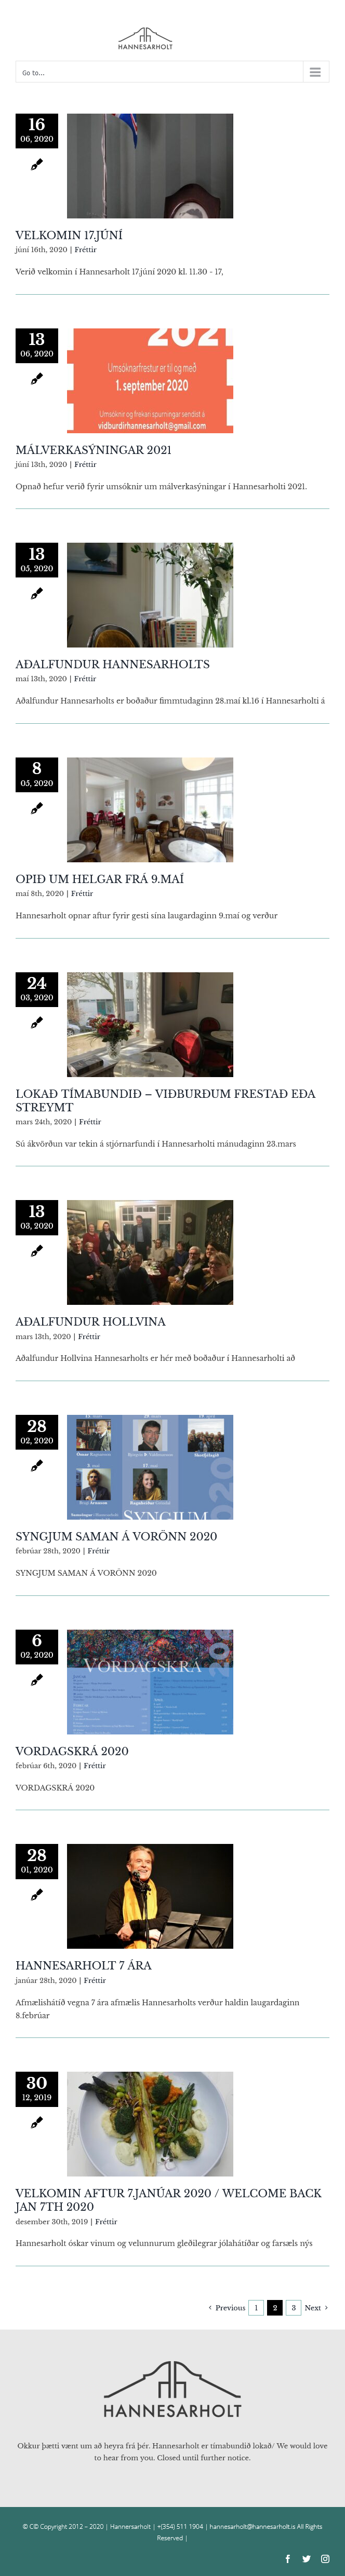 HANNESARHOLT
Go to...
16
06, 2020
VELKOMIN 17.JÚNÍ
júní 16th, 2020 | Fréttir
Verið velkomin í Hannesarholt 17.júní 2020 kl. 11.30 - 17,
13
06, 2020
202
Umsóknarfrestur er til og með
1. september 2020
Umsóknir og frekari spurningar sendist á
vidburdirhannesarholt@gmail.com
MÁLVERKASÝNINGAR 2021
júní 13th, 2020 | Fréttir
Opnað hefur verið fyrir umsóknir um málverkasýningar í Hannesarholti 2021.
13
05, 2020
AÐALFUNDUR HANNESARHOLTS
maí 13th, 2020 | Fréttir
Aðalfundur Hannesarholts er boðaður fimmtudaginn 28.maí kl.16 í Hannesarholti á
8
05, 2020
OPIÐ UM HELGAR FRÁ 9.MAÍ
maí 8th, 2020 | Fréttir
Hannesarholt opnar aftur fyrir gesti sína laugardaginn 9.maí og verður
24
03, 2020
LOKAÐ TÍMABUNDIÐ – VIÐBURÐUM FRESTAÐ EÐA
STREYMT
mars 24th, 2020 | Fréttir
Sú ákvörðun var tekin á stjórnarfundi í Hannesarholti mánudaginn 23.mars
13
03, 2020
AÐALFUNDUR HOLLVINA
mars 13th, 2020 | Fréttir
Aðalfundur Hollvina Hannesarholts er hér með boðaður í Hannesarholti að
28
02, 2020
SYNGJUM
2020
SYNGJUM SAMAN Á VORÖNN 2020
febrúar 28th, 2020 | Fréttir
SYNGJUM SAMAN Á VORÖNN 2020
6
02, 2020
VORDAGSKRÁ
VORDAGSKRÁ 2020
febrúar 6th, 2020 | Fréttir
VORDAGSKRÁ 2020
28
01, 2020
HANNESARHOLT 7 ÁRA
janúar 28th, 2020 | Fréttir
Afmælishátíð vegna 7 ára afmælis Hannesarholts verður haldin laugardaginn
8.febrúar
30
12, 2019
VELKOMIN AFTUR 7.JANÚAR 2020 / WELCOME BACK
JAN 7TH 2020
desember 30th, 2019 | Fréttir
Hannesarholt óskar vinum og velunnurum gleðilegrar jólahátíðar og farsæls nýs
Previous 1 2 3 Next
HANNESARHOLT
Okkur þætti vænt um að heyra frá þér. Hannesarholt er tímabundið lokað/ We would love
to hear from you. Closed until further notice.
© C© Copyright 2012 – 2020 | Hannersarholt | +(354) 511 1904 | hannesarholt@hannesarholt.is All Rights
Reserved |